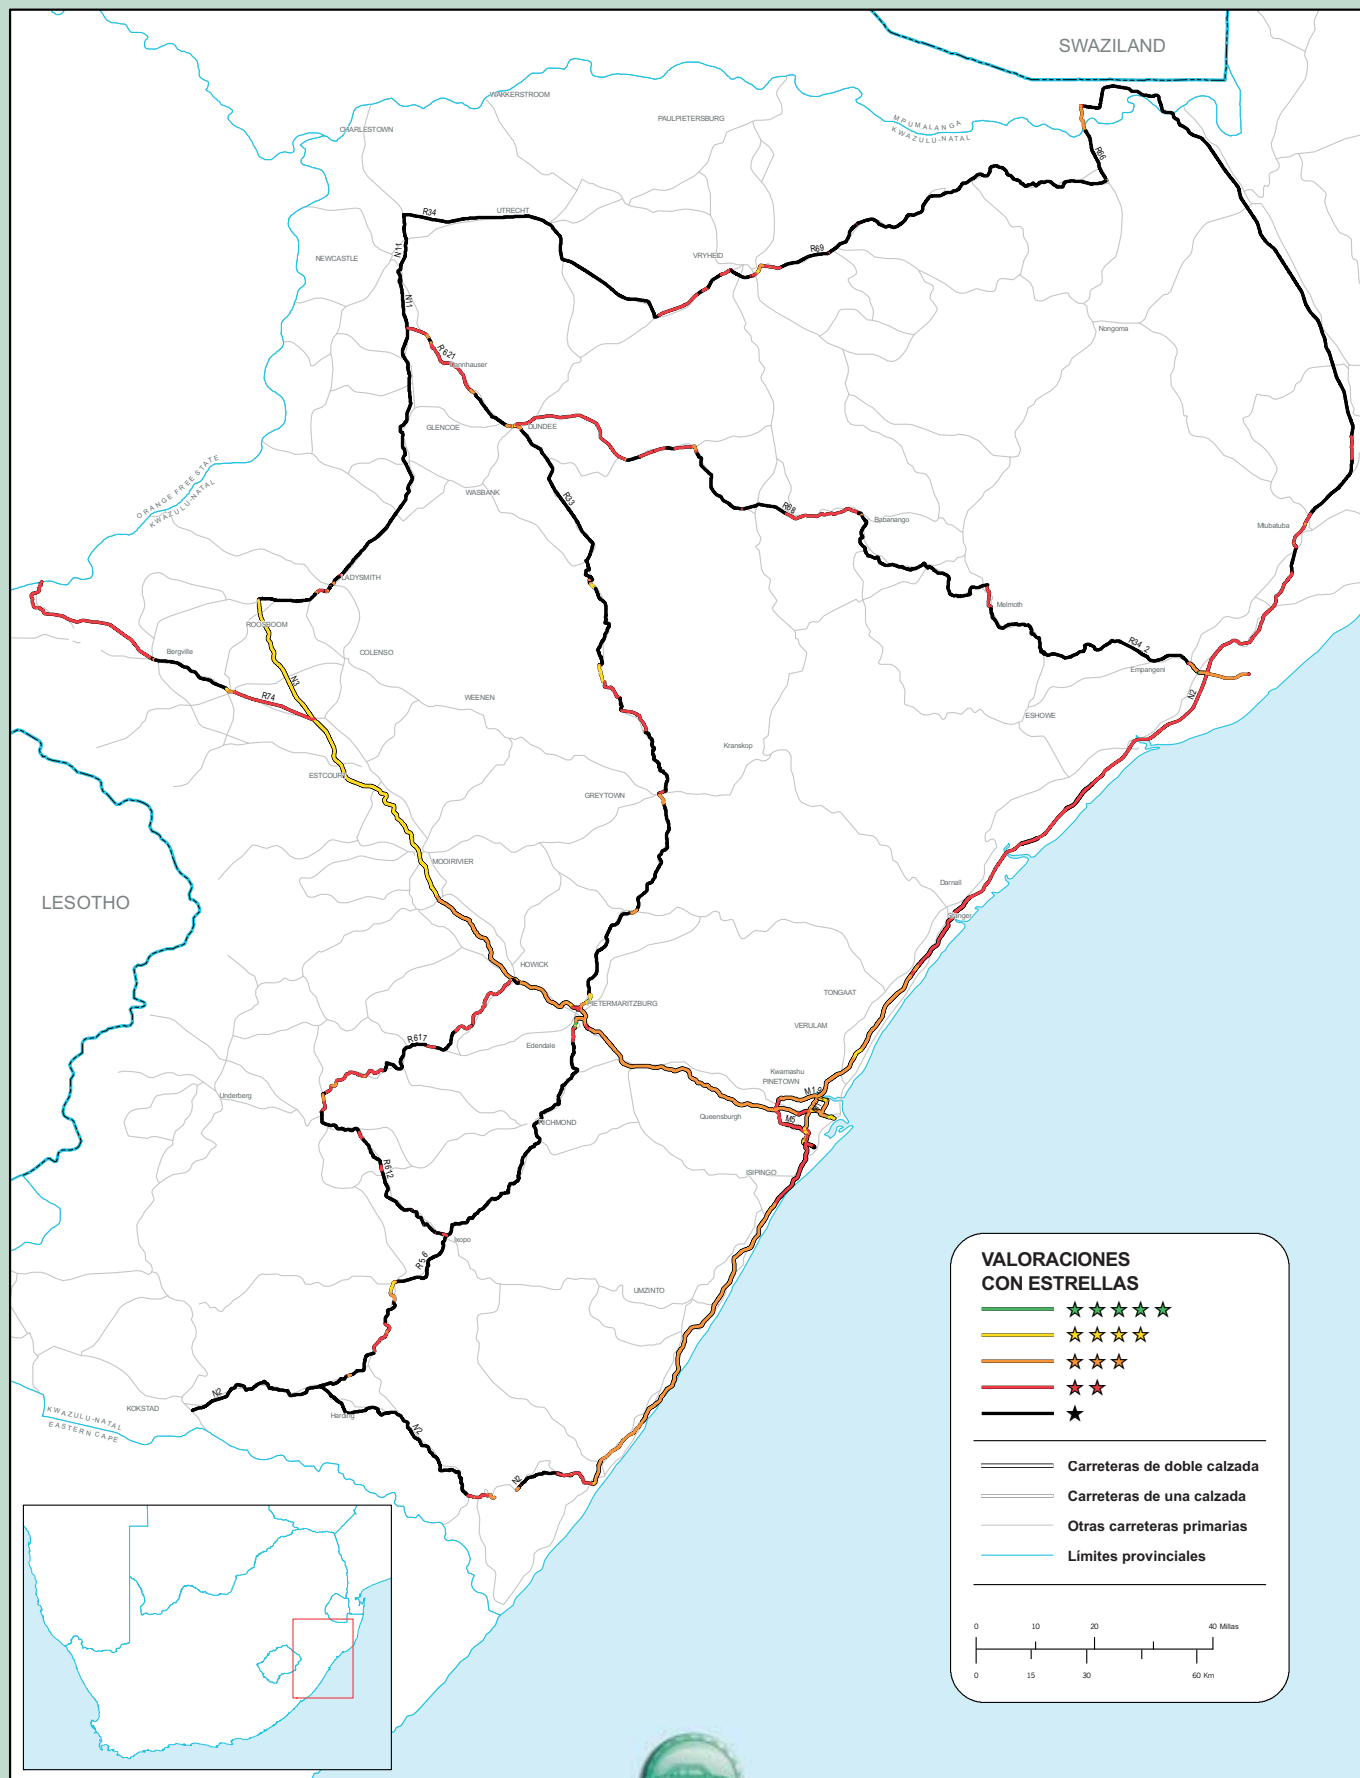 SWAZILAND
WAKKERSTROOM
PAULPIETERSBURG
CHARLESTOWN
MPUMALANGA
KWAZULU-NATAL
R66
R34
UTRECHT
N11
NEWCASTLE
VRYHEID
R69
N11
Nongoma
R621
Dannhauser
GLENCOE
DUNDEE
ORANGE FREE STATE
KWAZULU-NATAL
WASBANK
R33
R68
Babanango
Mtubatuba
LADYSMITH
Melmoth
ROOSBOOM
COLENSO
Bergville
R34_2
Empangeni
N3
R74
WEENEN
N2
ESHOWE
Kranskop
ESTCOURT
GREYTOWN
MOOIRIVIER
LESOTHO
Darnall
Stanger
HOWICK
TONGAAT
PIETERMARITZBURG
VERULAM
R617
Edendale
Kwamashu
PINETOWN
M19
Underberg
Queensburgh
M5
RICHMOND
R612
ISIPINGO
Ixopo
R56
UMZINTO
VALORACIONES
CON ESTRELLAS
N2
KOKSTAD
Harding
KWAZULU-NATAL
EASTERN CAPE
N2
N2
Carreteras de doble calzada
Carreteras de una calzada
Otras carreteras primarias
Límites provinciales
0 10 20 40 Millas
0 15 30 60 Km